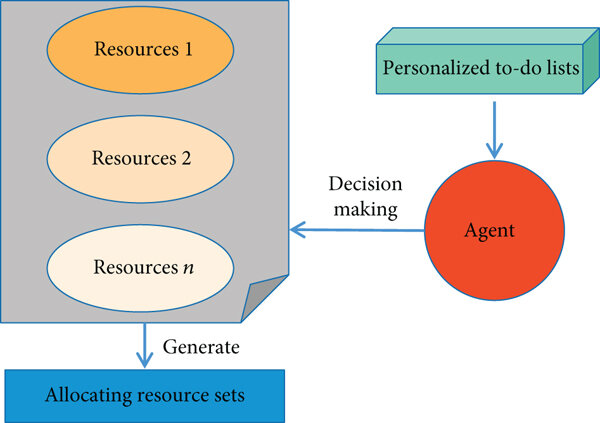 Resources 1
Resources 2
Resources n
Personalized to-do lists
Decision
making
Agent
Generate
Allocating resource sets